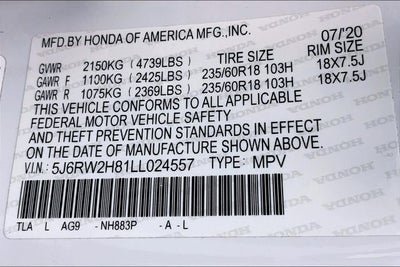 MFD.BY HONDA OF AMERICA MFG.,INC. 07/'20
GVWR 2150KG (4739LBS) TIRE SIZE RIM SIZE
GAWR F 1100KG (2425LBS) 235/60R18 103H 18X7.5J
GAWR R 1075KG (2369LBS) 235/60R18 103H 18X7.5J
THIS VEHICLE CONFORMS TO ALL APPLICABLE
FEDERAL MOTOR VEHICLE SAFETY
AND THEFT PREVENTION STANDARDS IN EFFECT
ON THE DATE OF MANUFACTURE SHOWN ABOVE.
V.I.N.: 5J6RW2H81LL024557 TYPE: MPV
TLA L AG9 - NH883P - A - L